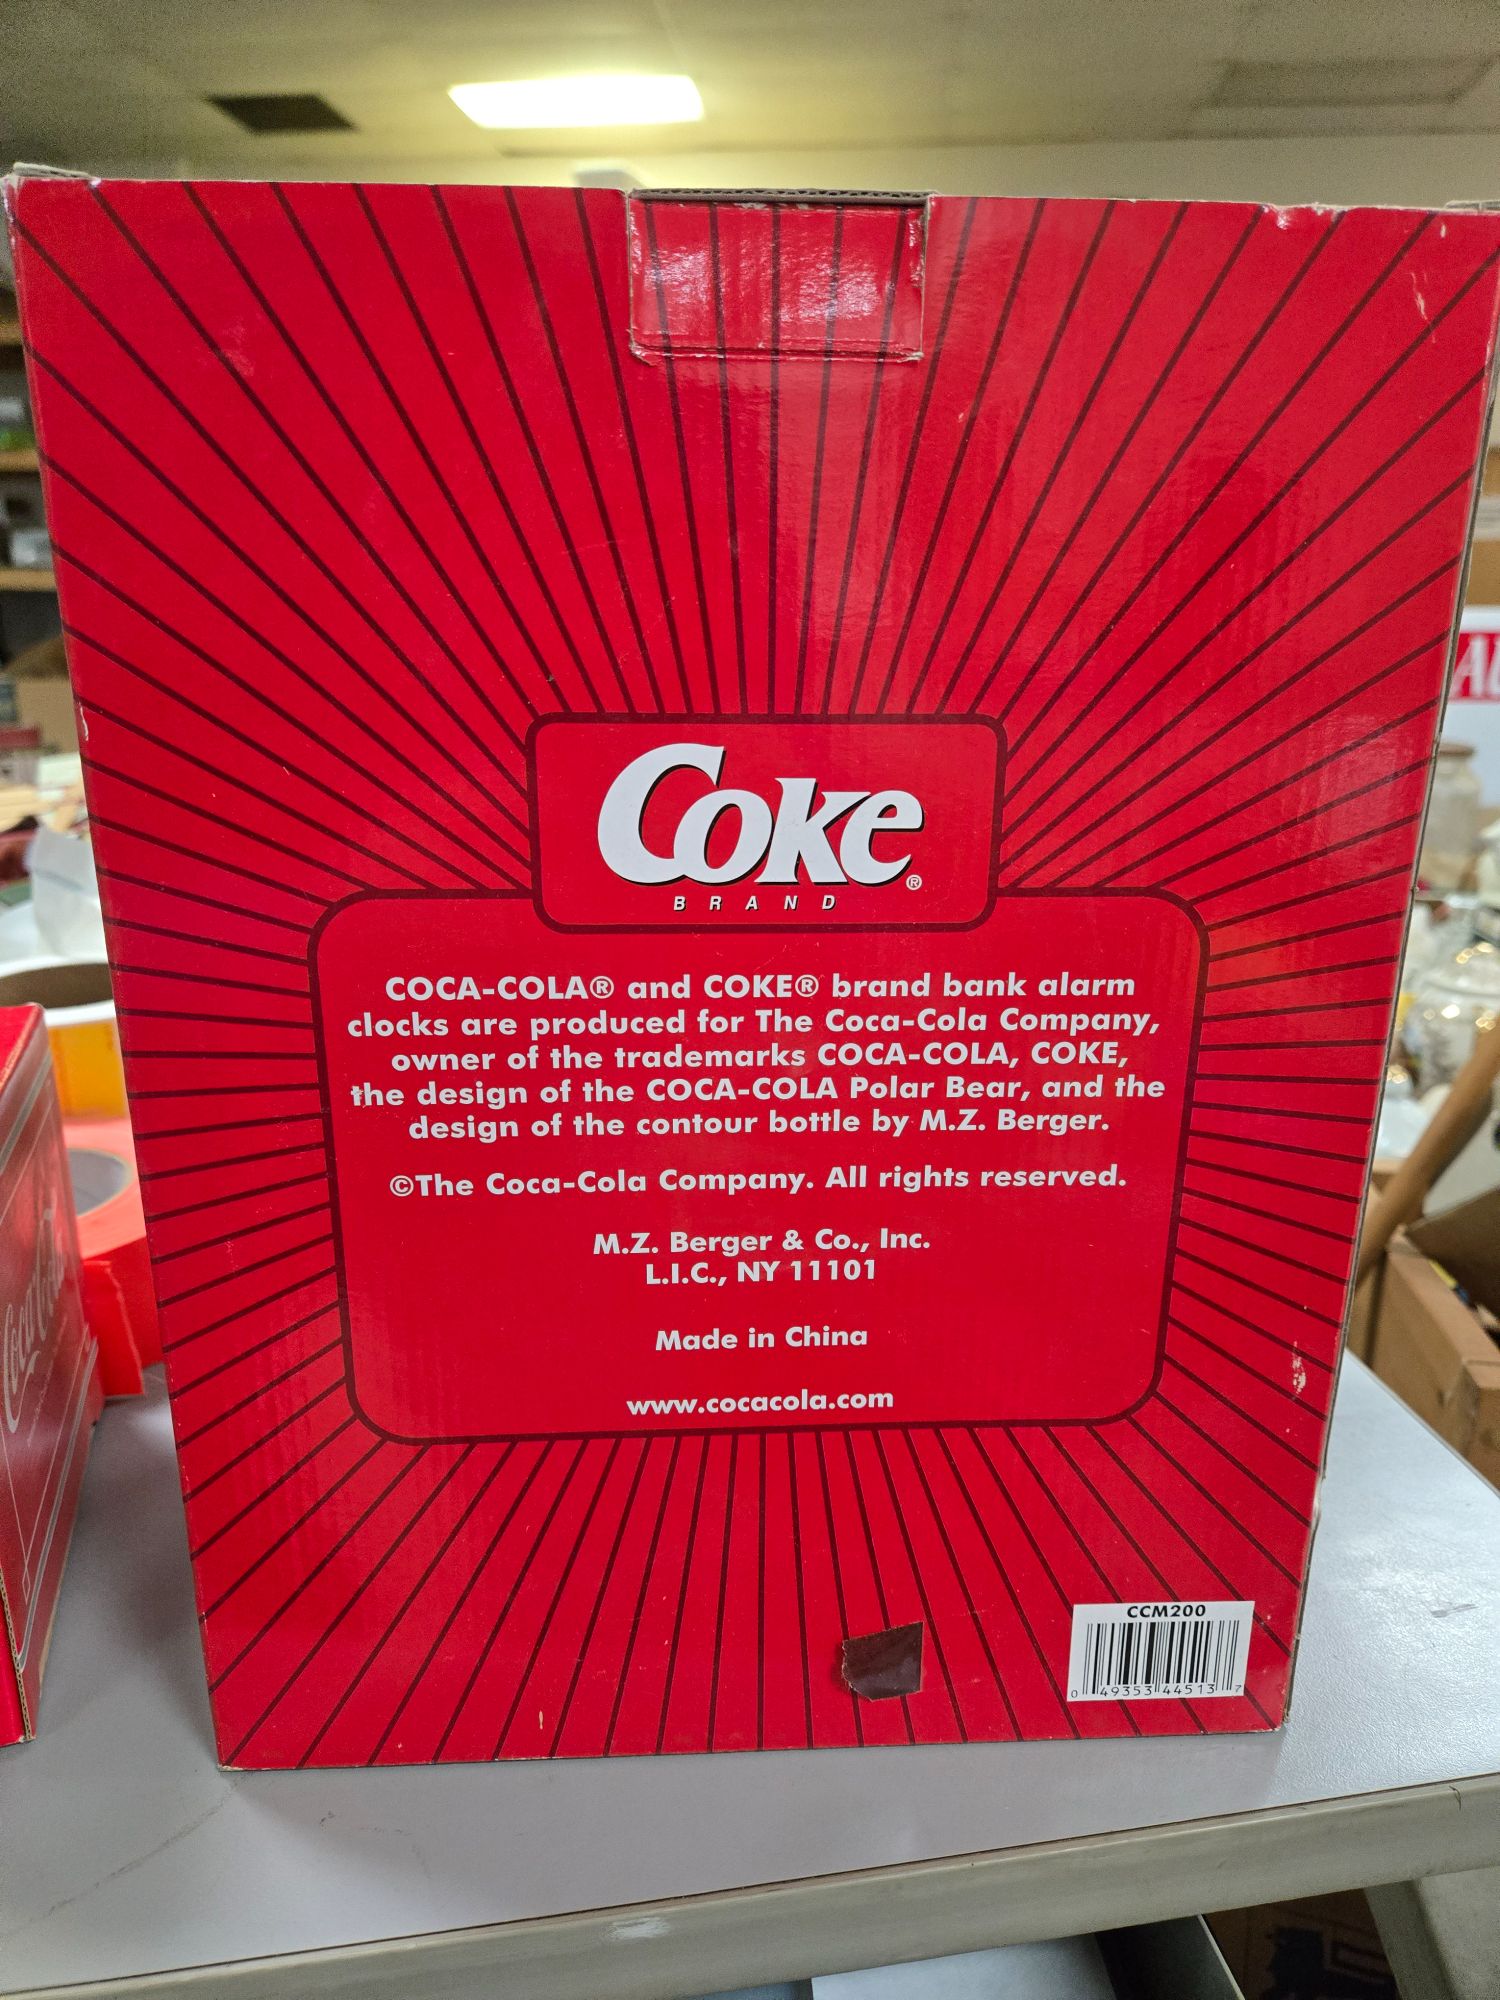 Coke®
BRAND
COCA-COLA® and COKE® brand bank alarm
clocks are produced for The Coca-Cola Company,
owner of the trademarks COCA-COLA, COKE,
the design of the COCA-COLA Polar Bear, and the
design of the contour bottle by M.Z. Berger.
©The Coca-Cola Company. All rights reserved.
M.Z. Berger & Co., Inc.
L.I.C., NY 11101
Made in China
www.cocacola.com
CCM200
0 49353 44513 7
Coca-Cola